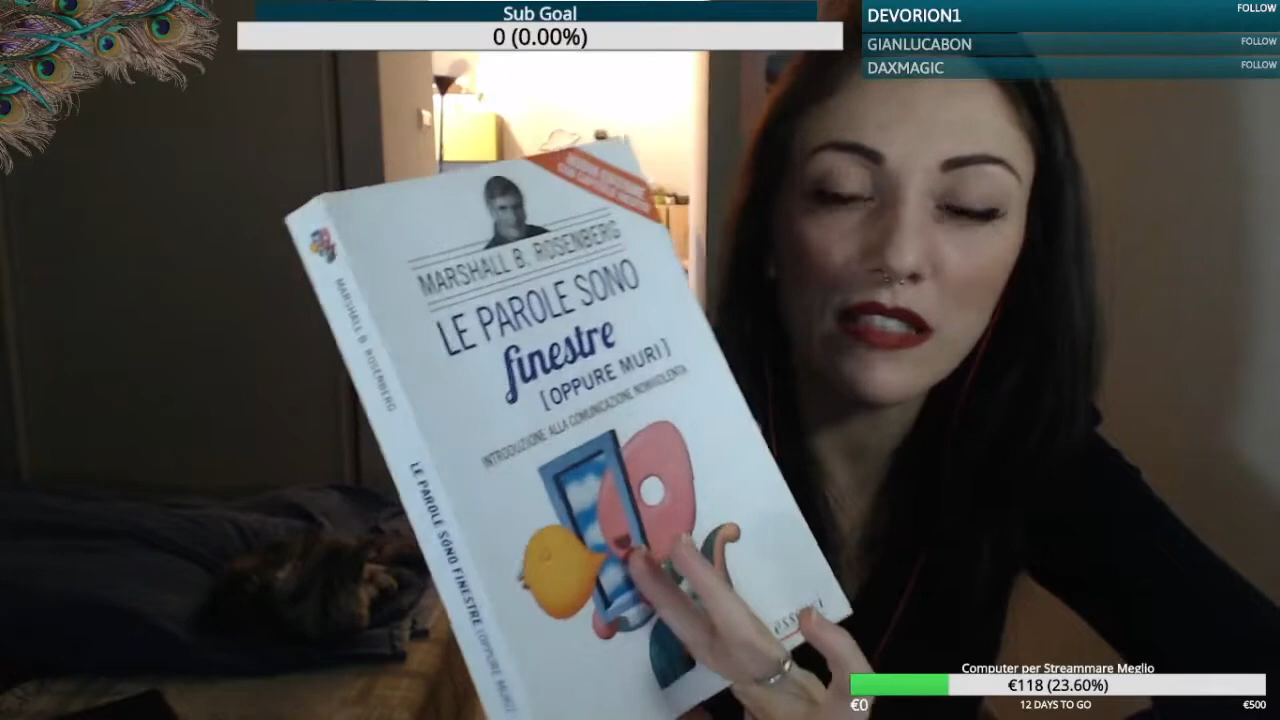 Sub Goal
0 (0.00%)
DEVORION1 FOLLOW
GIANLUCABON FOLLOW
DAXMAGIC FOLLOW
MARSHALL B. ROSENBERG
LE PAROLE SONO
finestre
[OPPURE MURI]
INTRODUZIONE ALLA COMUNICAZIONE NONVIOLENTA
MARSHALL B. ROSENBERG
LE PAROLE SONO FINESTRE [OPPURE MURI]
Computer per Streammare Meglio
€118 (23.60%)
€0 12 DAYS TO GO €500